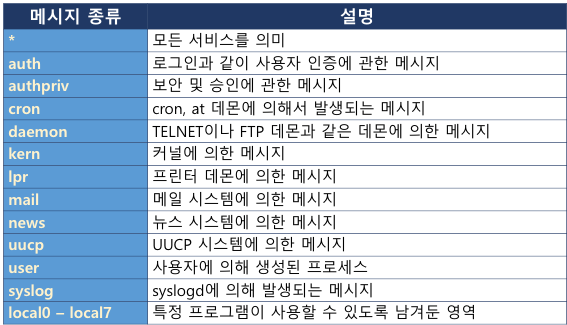 메시지 종류 설명
* 모든 서비스를 의미
auth 로그인과 같이 사용자 인증에 관한 메시지
authpriv 보안 및 승인에 관한 메시지
cron cron, at 데몬에 의해서 발생되는 메시지
daemon TELNET이나 FTP 데몬과 같은 데몬에 의한 메시지
kern 커널에 의한 메시지
lpr 프린터 데몬에 의한 메시지
mail 메일 시스템에 의한 메시지
news 뉴스 시스템에 의한 메시지
uucp UUCP 시스템에 의한 메시지
user 사용자에 의해 생성된 프로세스
syslog syslogd에 의해 발생되는 메시지
local0 – local7 특정 프로그램이 사용할 수 있도록 남겨둔 영역